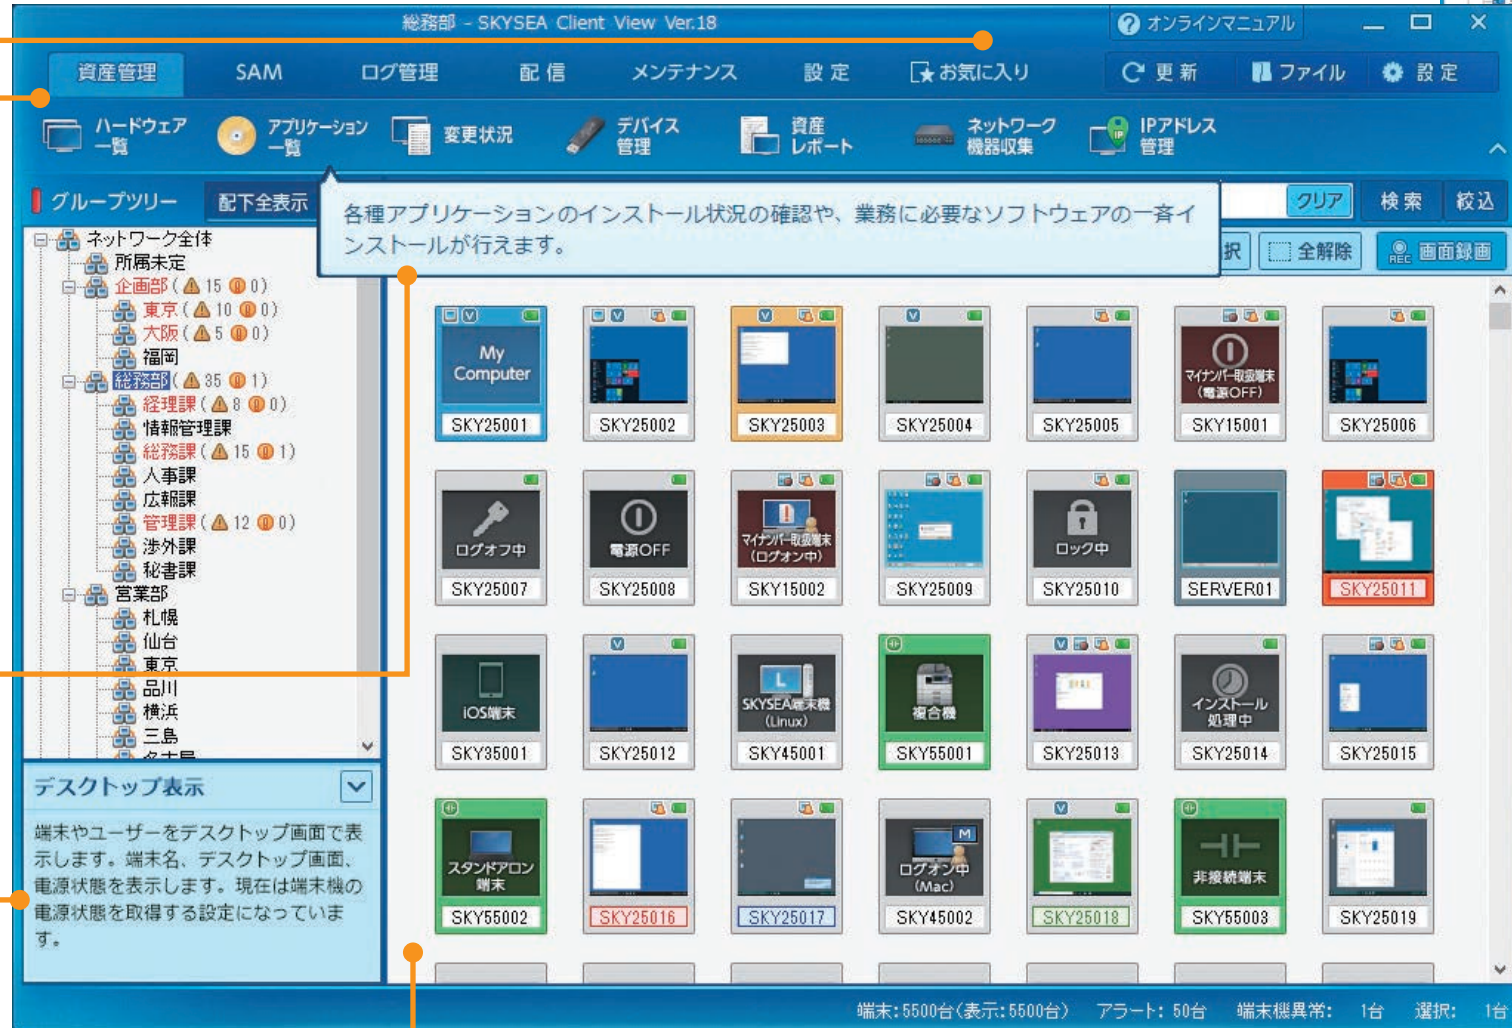 総務部 - SKYSEA Client View Ver.18
? オンラインマニュアル
資産管理 SAM ログ管理 配信 メンテナンス 設定 お気に入り 更新 ファイル 設定
ハードウェア一覧
アプリケーション一覧
変更状況
デバイス管理
資産レポート
ネットワーク機器収集
IPアドレス管理
グループツリー 配下全表示
クリア 検索 絞込
各種アプリケーションのインストール状況の確認や、業務に必要なソフトウェアの一斉イ
ンストールが行えます。
択 全解除 REC 画面録画
ネットワーク全体
所属未定
企画部(15 0)
東京(10 0)
大阪(5 0)
福岡
総務部(35 1)
経理課(8 0)
情報管理課
総務課(15 1)
人事課
広報課
管理課(12 0)
渉外課
秘書課
営業部
札幌
仙台
東京
品川
横浜
三島
デスクトップ表示
端末やユーザーをデスクトップ画面で表
示します。端末名、デスクトップ画面、
電源状態を表示します。現在は端末機の
電源状態を取得する設定になっていま
す。
My
Computer
マイナンバー取扱端末
(電源OFF)
SKY25001 SKY25002 SKY25003 SKY25004 SKY25005 SKY15001 SKY25006
ログオフ中
電源OFF
マイナンバー取扱端末
(ログオン中)
ロック中
SKY25007 SKY25008 SKY15002 SKY25009 SKY25010 SERVER01 SKY25011
iOS端末
L
SKYSEA端末機
(Linux)
複合機
インストール
処理中
SKY35001 SKY25012 SKY45001 SKY55001 SKY25013 SKY25014 SKY25015
スタンドアロン
端末
M
ログオン中
(Mac)
非接続端末
SKY55002 SKY25016 SKY25017 SKY45002 SKY25018 SKY55003 SKY25019
端末:5500台(表示:5500台) アラート: 50台 端末機異常: 1台 選択: 1台